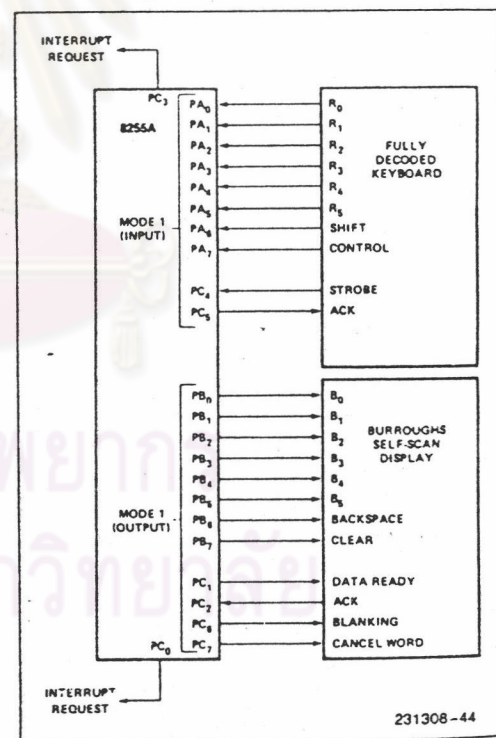 INTERRUPT
REQUEST
PC3
8255A
MODE 1
(INPUT)
PA0 R0
PA1 R1
PA2 R2
PA3 R3
PA4 R4
PA5 R5
PA6 SHIFT
PA7 CONTROL
PC4 STROBE
PC5 ACK
FULLY
DECODED
KEYBOARD
MODE 1
(OUTPUT)
PB0 B0
PB1 B1
PB2 B2
PB3 B3
PB4 B4
PB5 B5
PB6 BACKSPACE
PB7 CLEAR
PC1 DATA READY
PC2 ACK
PC6 BLANKING
PC7 CANCEL WORD
BURROUGHS
SELF-SCAN
DISPLAY
PC0
INTERRUPT
REQUEST
231308-44